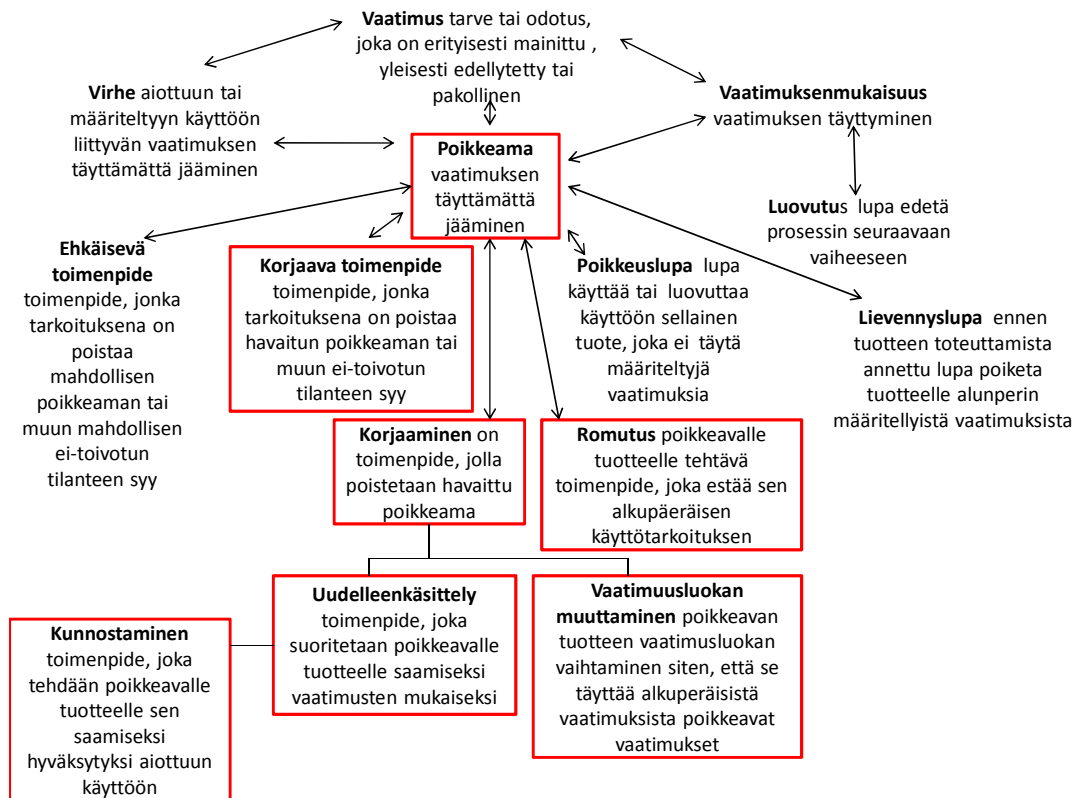 Vaatimus tarve tai odotus,
joka on erityisesti mainittu ,
yleisesti edellytetty tai
pakollinen
Virhe aiottuun tai
määriteltyyn käyttöön
liittyvän vaatimuksen
täyttämättä jääminen
Vaatimuksenmukaisuus
vaatimuksen täyttyminen
Poikkeama
vaatimuksen
täyttämättä
jääminen
Luovutus lupa edetä
prosessin seuraavaan
vaiheeseen
Ehkäisevä
toimenpide
toimenpide, jonka
tarkoituksena on
poistaa
mahdollisen
poikkeaman tai
muun mahdollisen
ei-toivotun
tilanteen syy
Korjaava toimenpide
toimenpide, jonka
tarkoituksena on poistaa
havaitun poikkeaman tai
muun ei-toivotun
tilanteen syy
Poikkeuslupa lupa
käyttää tai luovuttaa
käyttöön sellainen
tuote, joka ei täytä
määriteltyjä
vaatimuksia
Lievennyslupa ennen
tuotteen toteuttamista
annettu lupa poiketa
tuotteelle alunperin
määritellyistä vaatimuksista
Korjaaminen on
toimenpide, jolla
poistetaan havaittu
poikkeama
Romutus poikkeavalle
tuotteelle tehtävä
toimenpide, joka estää sen
alkupäeräisen
käyttötarkoituksen
Uudelleenkäsittely
toimenpide, joka
suoritetaan poikkeavalle
tuotteelle saamiseksi
vaatimusten mukaiseksi
Vaatimuusluokan
muuttaminen poikkeavan
tuotteen vaatimusluokan
vaihtaminen siten, että se
täyttää alkuperäisistä
vaatimuksista poikkeavat
vaatimukset
Kunnostaminen
toimenpide, joka
tehdään poikkeavalle
tuotteelle sen
saamiseksi
hyväksytyksi aiottuun
käyttöön